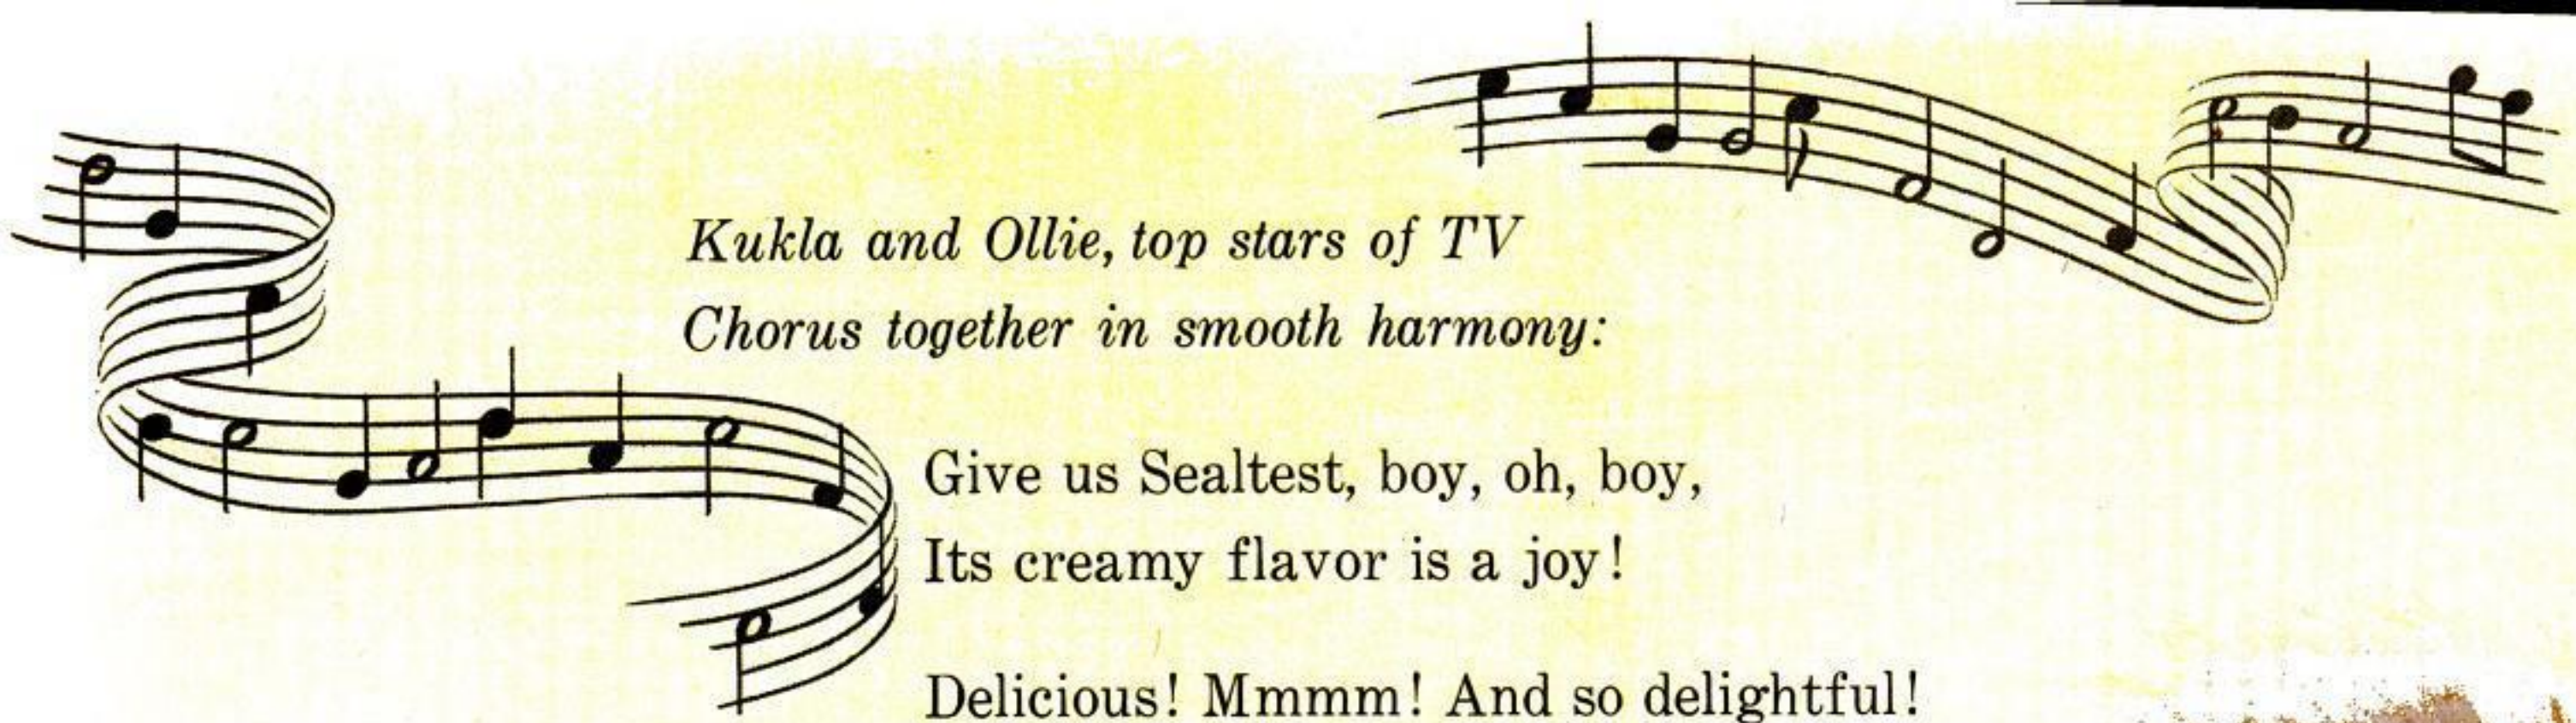 Kukla and Ollie, top stars of TV
Chorus together in smooth harmony:
Give us Sealtest, boy, oh, boy,
Its creamy flavor is a joy!
Delicious! Mmmm! And so delightful!